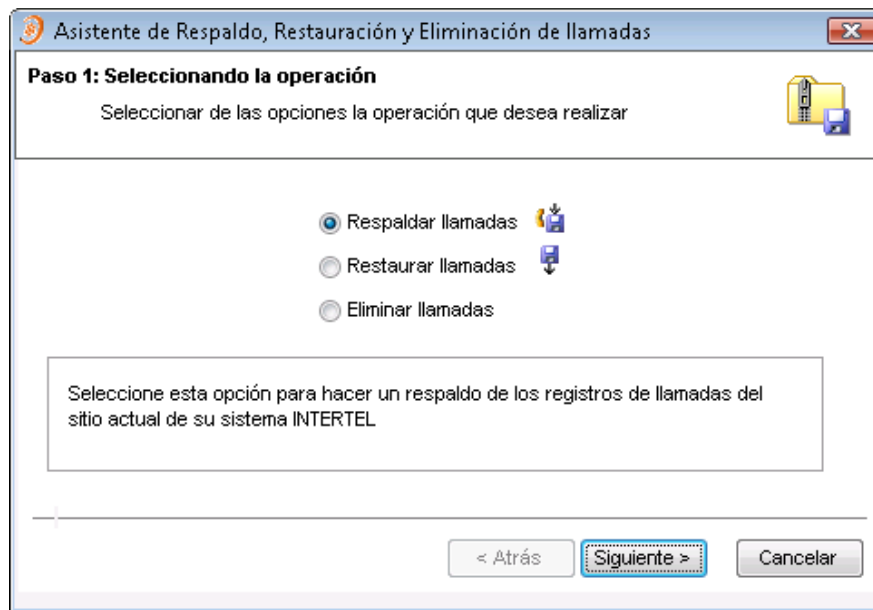 Asistente de Respaldo, Restauración y Eliminación de llamadas
Paso 1: Seleccionando la operación
Seleccionar de las opciones la operación que desea realizar
Respaldar llamadas
Restaurar llamadas
Eliminar llamadas
Seleccione esta opción para hacer un respaldo de los registros de llamadas del
sitio actual de su sistema INTERTEL
< Atrás
Siguiente >
Cancelar